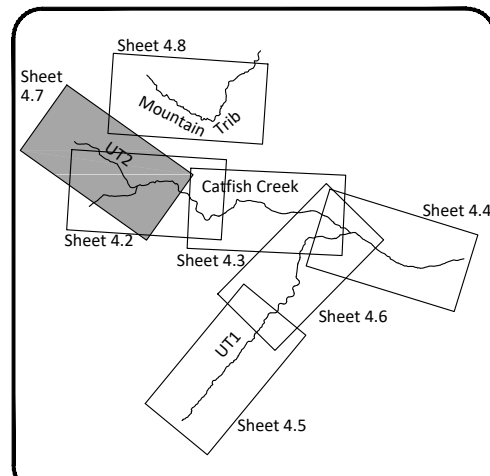 Sheet 4.8
Sheet
4.7
Mountain Trib
UT2
Catfish Creek
Sheet 4.4
Sheet 4.2
Sheet 4.3
Sheet 4.6
UT1
Sheet 4.5